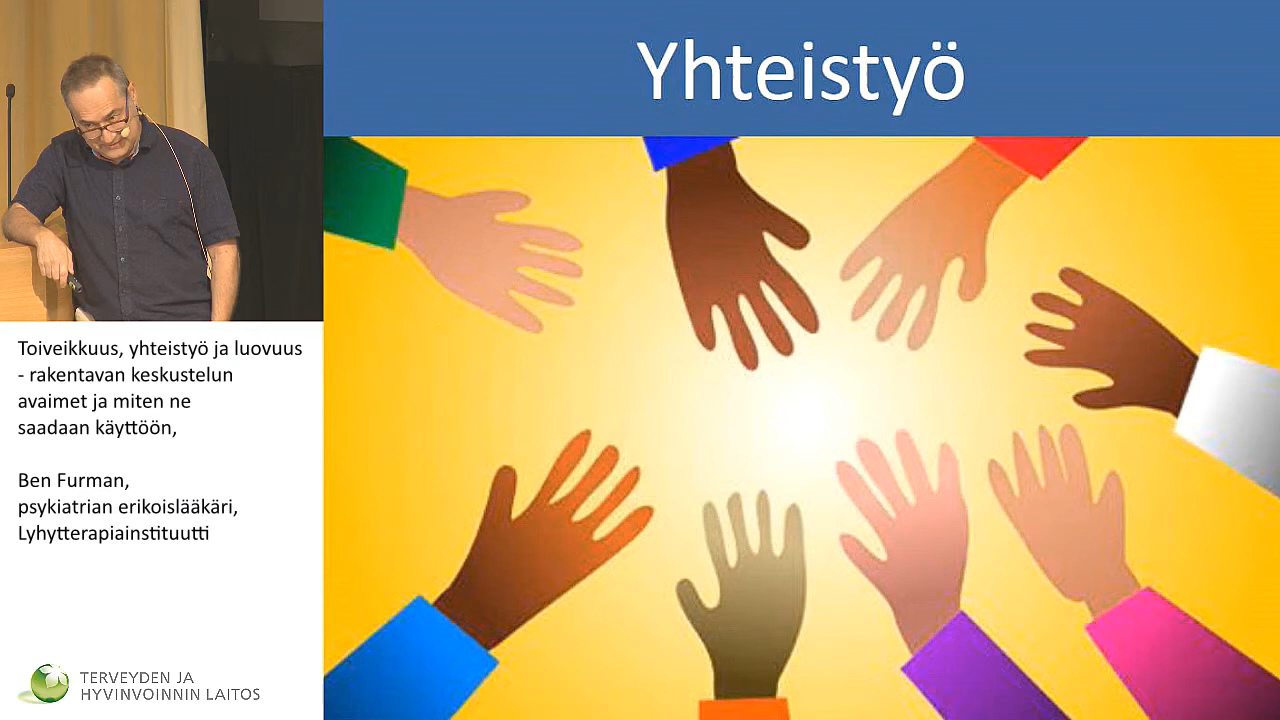 Yhteistyö
Toiveikkuus, yhteistyö ja luovuus
- rakentavan keskustelun
avaimet ja miten ne
saadaan käyttöön,
Ben Furman,
psykiatrian erikoislääkäri,
Lyhytterapiainstituutti
TERVEYDEN JA
HYVINVOINNIN LAITOS